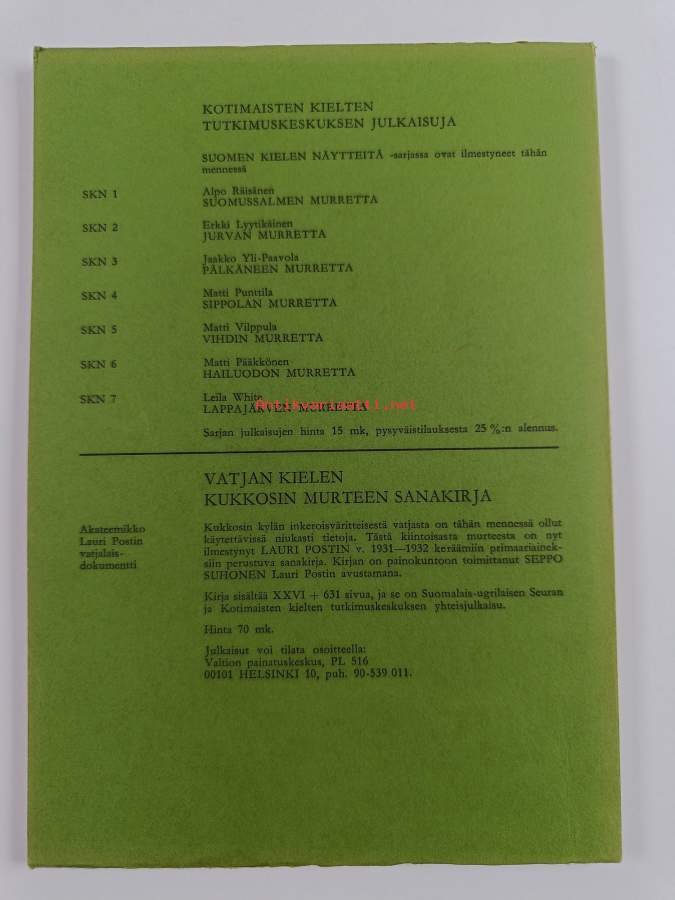 KOTIMAISTEN KIELTEN
TUTKIMUSKESKUKSEN JULKAISUJA
SUOMEN KIELEN NÄYTTEITÄ -sarjassa ovat ilmestyneet tähän
mennessä
SKN 1
Alpo Räisänen
SUOMUSSALMEN MURRETTA
SKN 2
Erkki Lyytikäinen
JURVAN MURRETTA
SKN 3
Jaakko Yli-Paavola
PÄLKÄNEEN MURRETTA
SKN 4
Matti Punttila
SIPPOLAN MURRETTA
SKN 5
Matti Vilppula
VIHDIN MURRETTA
SKN 6
Matti Pääkkönen
HAILUODON MURRETTA
SKN 7
Leila White
Antikvariaatti.net
LAPPAJÄRVEN MURRETTA
Sarjan julkaisujen hinta 15 mk, pysyväistilauksesta 25 %:n alennus.
VATJAN KIELEN
KUKKOSIN MURTEEN SANAKIRJA
Akateemikko
Lauri Postin
vatjalais-
dokumentti
Kukkosin kylän inkeroisväritteisestä vatjasta on tähän mennessä ollut
käytettävissä niukasti tietoja. Tästä kiintoisasta murteesta on nyt
ilmestynyt LAURI POSTIN v. 1931—1932 keräämiin primaariainek-
siin perustuva sanakirja. Kirjan on painokuntoon toimittanut SEPPO
SUHONEN Lauri Postin avustamana.
Kirja sisältää XXVI + 631 sivua, ja se on Suomalais-ugrilaisen Seuran
ja Kotimaisten kielten tutkimuskeskuksen yhteisjulkaisu.
Hinta 70 mk.
Julkaisut voi tilata osoitteella:
Valtion painatuskeskus, PL 516
00101 HELSINKI 10, puh. 90-539 011.